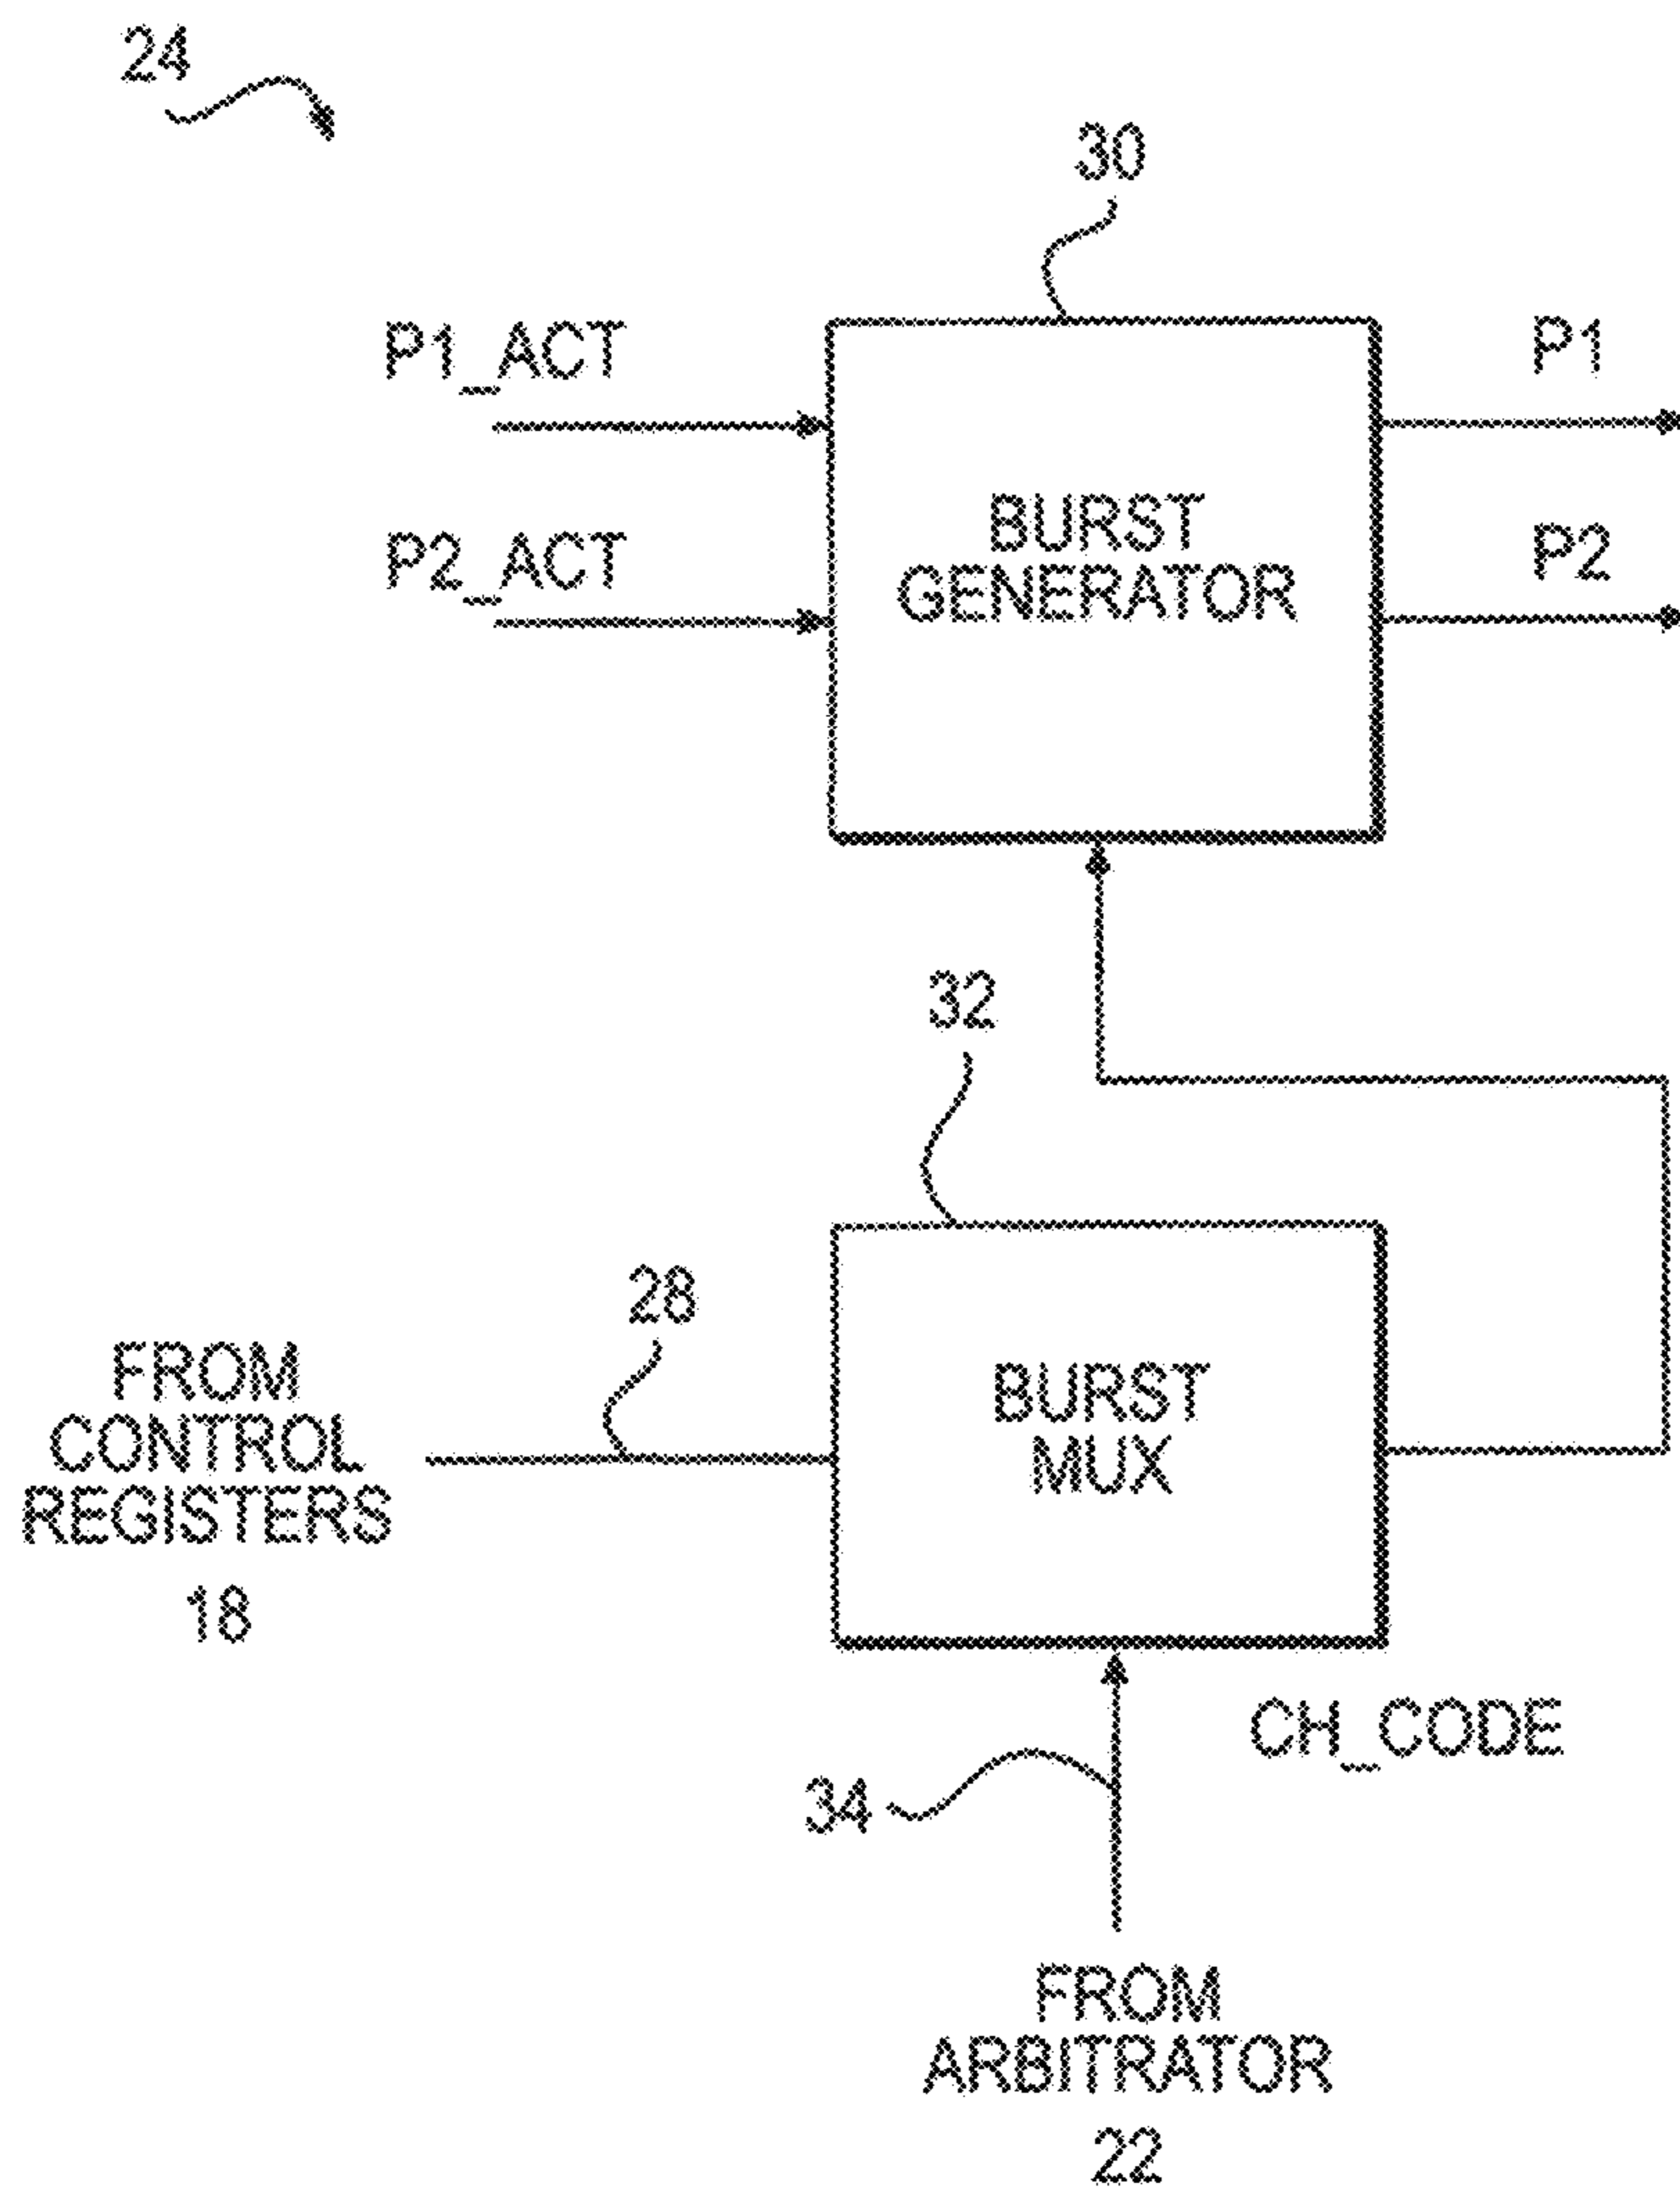 24
30
P1_ACT
P1
P2_ACT
P2
BURST
GENERATOR
32
28
FROM
CONTROL
REGISTERS
18
BURST
MUX
CH_CODE
34
FROM
ARBITRATOR
22